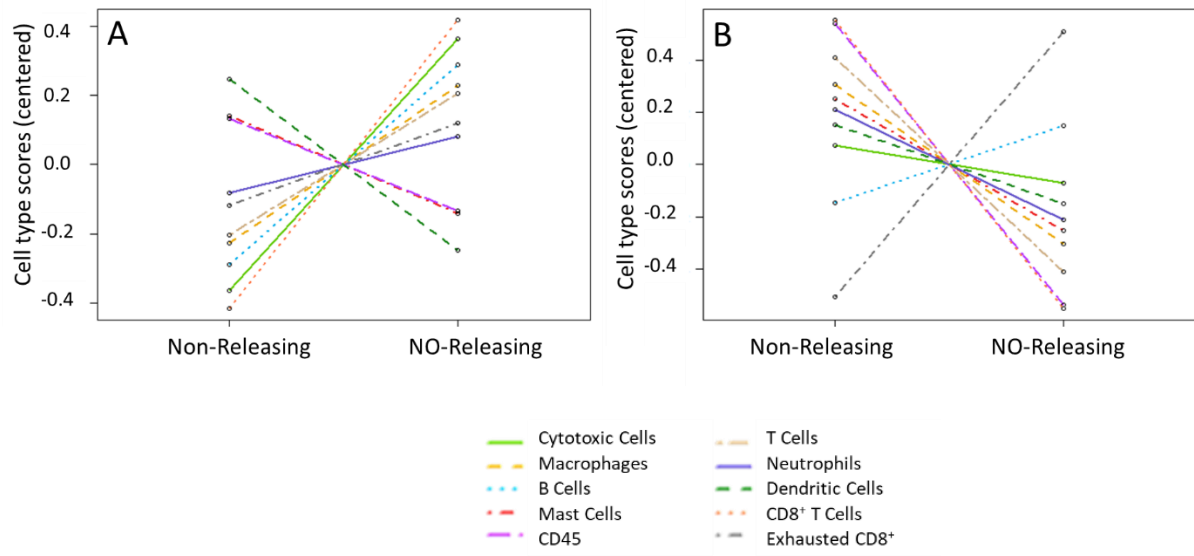 A
Cell type scores (centered)
0.4
0.2
0.0
-0.2
-0.4
Non-Releasing
NO-Releasing
B
Cell type scores (centered)
0.4
0.2
0.0
-0.2
-0.4
Non-Releasing
NO-Releasing
Cytotoxic Cells
Macrophages
B Cells
Mast Cells
CD45
T Cells
Neutrophils
Dendritic Cells
CD8⁺ T Cells
Exhausted CD8⁺